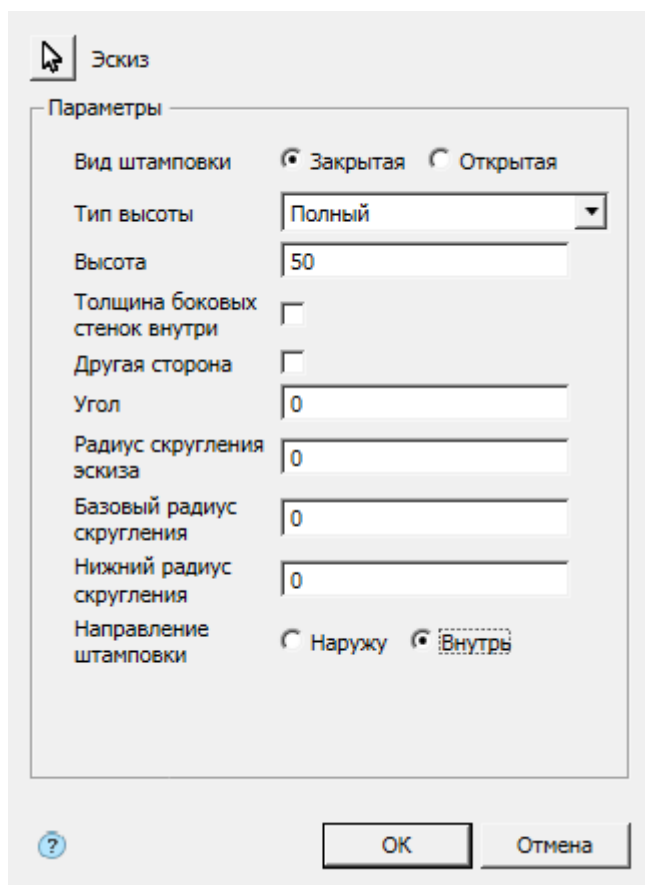 Эскиз
Параметры
Вид штамповки Закрытая Открытая
Тип высоты Полный
Высота 50
Толщина боковых
стенок внутри
Другая сторона
Угол 0
Радиус скругления
эскиза 0
Базовый радиус
скругления 0
Нижний радиус
скругления 0
Направление
штамповки Наружу Внутрь
? OK Отмена